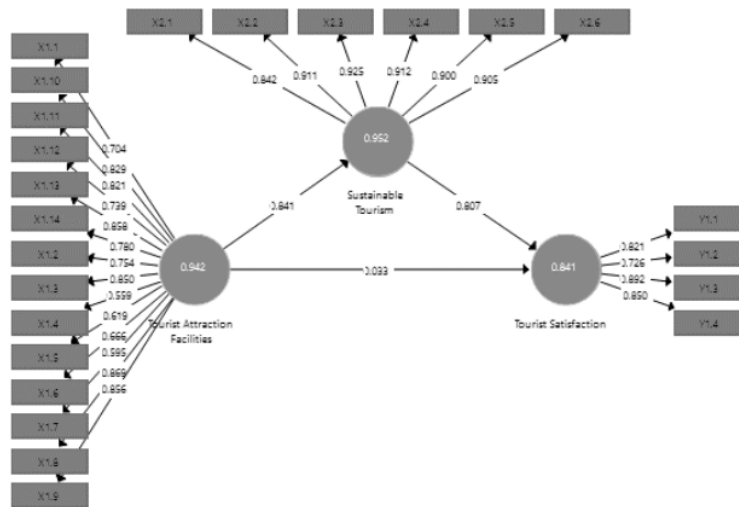 X2.1 X2.2 X2.3 X2.4 X2.5 X2.6
X1.1
X1.10
X1.11
X1.12
X1.13
X1.14
X1.2
X1.3
X1.4
X1.5
X1.6
X1.7
X1.8
X1.9
0.842 0.911 0.925 0.912 0.900 0.905
0.704
0.829
0.821
0.739
0.858
0.780
0.754
0.850
0.559
0.619
0.666
0.595
0.869
0.856
0.952
Sustainable
Tourism
0.841
0.807
0.942
Tourist Attraction
Facilities
0.033
0.841
Tourist Satisfaction
0.821
0.726
0.892
0.850
Y1.1
Y1.2
Y1.3
Y1.4